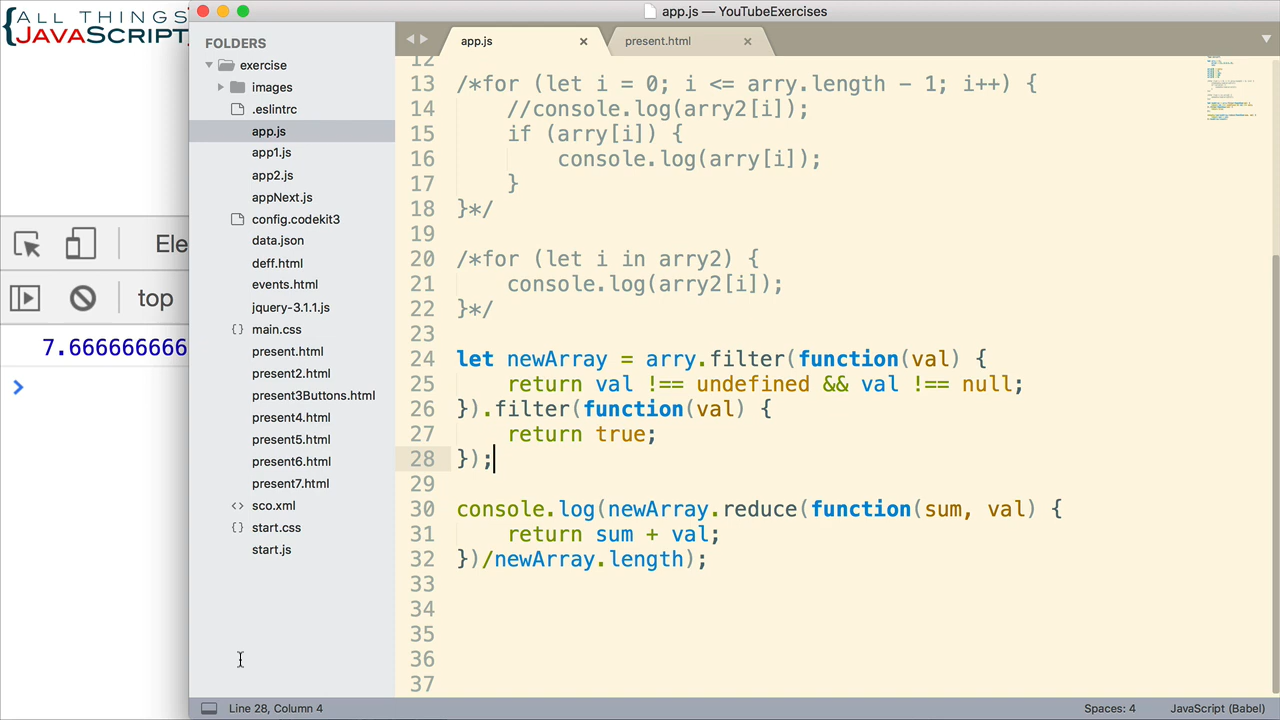 {ALL THINGS
JAVASCRIPT
app.js — YouTubeExercises
FOLDERS
exercise
images
.eslintrc
app.js
app1.js
app2.js
appNext.js
config.codekit3
data.json
deff.html
events.html
jquery-3.1.1.js
{} main.css
present.html
present2.html
present3Buttons.html
present4.html
present5.html
present6.html
present7.html
<> sco.xml
{} start.css
start.js
app.js
present.html
12
13 /*for (let i = 0; i <= arry.length - 1; i++) {
14 //console.log(arry2[i]);
15 if (arry[i]) {
16 console.log(arry[i]);
17 }
18 }*/
19
20 /*for (let i in arry2) {
21 console.log(arry2[i]);
22 }*/
23
24 let newArray = arry.filter(function(val) {
25 return val !== undefined && val !== null;
26 }).filter(function(val) {
27 return true;
28 });
29
30 console.log(newArray.reduce(function(sum, val) {
31 return sum + val;
32 })/newArray.length);
33
34
35
36
37
Ele
top
7.666666666
>
Line 28, Column 4
Spaces: 4
JavaScript (Babel)